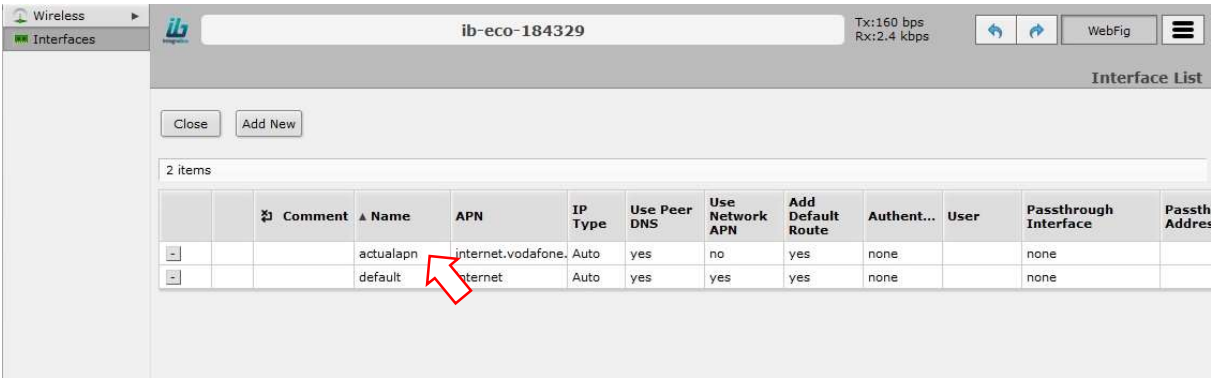 Wireless
Interfaces
ib
ib-eco-184329
Tx:160 bps
Rx:2.4 kbps
WebFig
Interface List
Close
Add New
2 items
Comment ▲ Name APN IP Type Use Peer DNS Use Network APN Add Default Route Authent... User Passthrough Interface Passth Addres
- actualapn internet.vodafone. Auto yes no yes none none
- default internet Auto yes yes yes none none